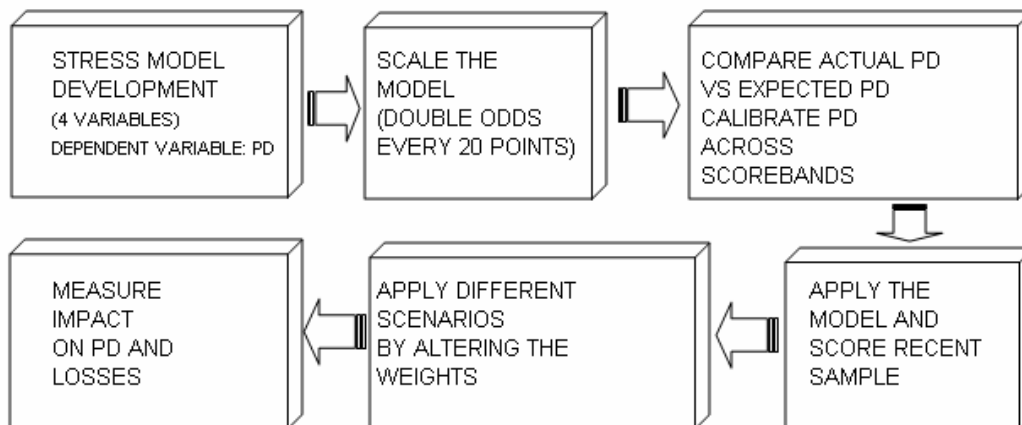 STRESS MODEL
DEVELOPMENT
(4 VARIABLES)
DEPENDENT VARIABLE: PD
SCALE THE
MODEL
(DOUBLE ODDS
EVERY 20 POINTS)
COMPARE ACTUAL PD
VS EXPECTED PD
CALIBRATE PD
ACROSS
SCOREBANDS
APPLY THE
MODEL AND
SCORE RECENT
SAMPLE
APPLY DIFFERENT
SCENARIOS
BY ALTERING THE
WEIGHTS
MEASURE
IMPACT
ON PD AND
LOSSES